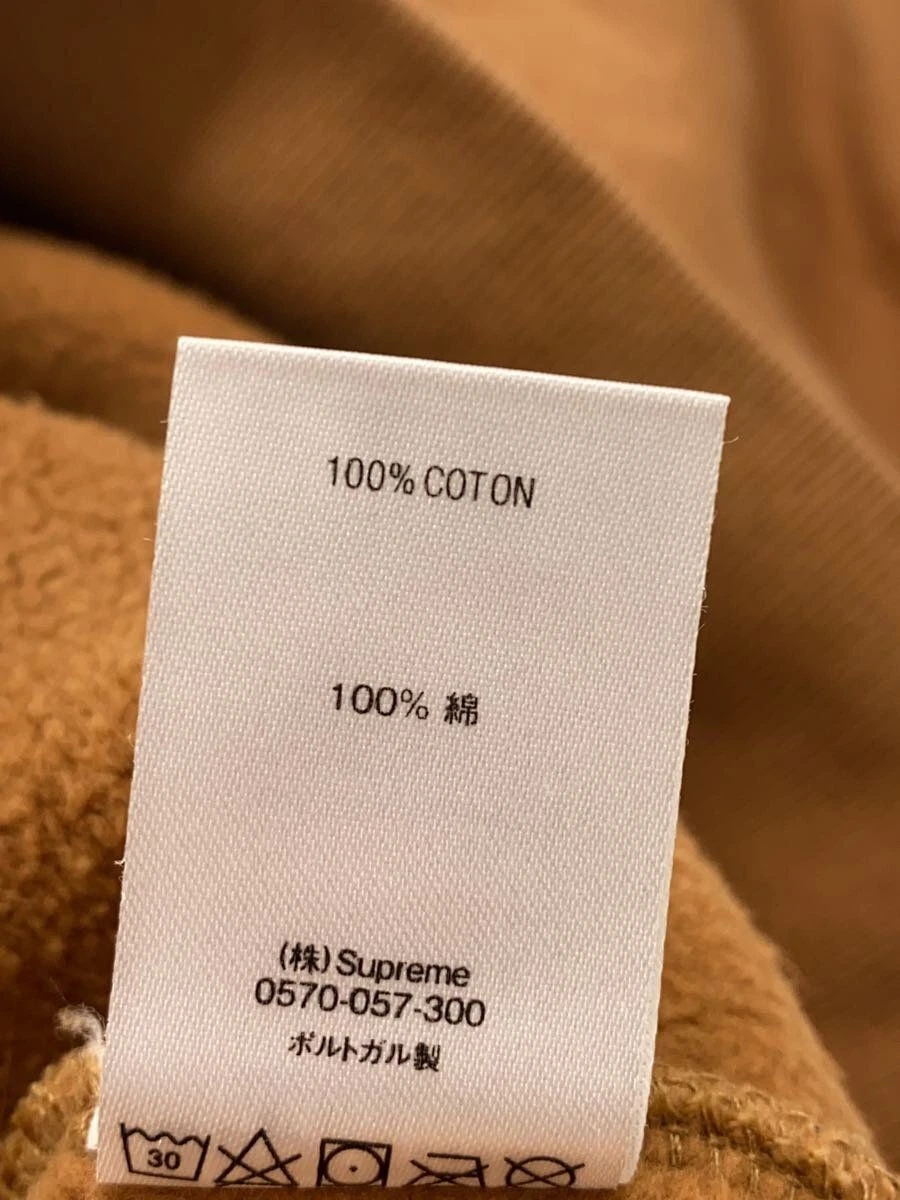 100% COTON
100% 綿
(株) Supreme
0570-057-300
ポルトガル製
30